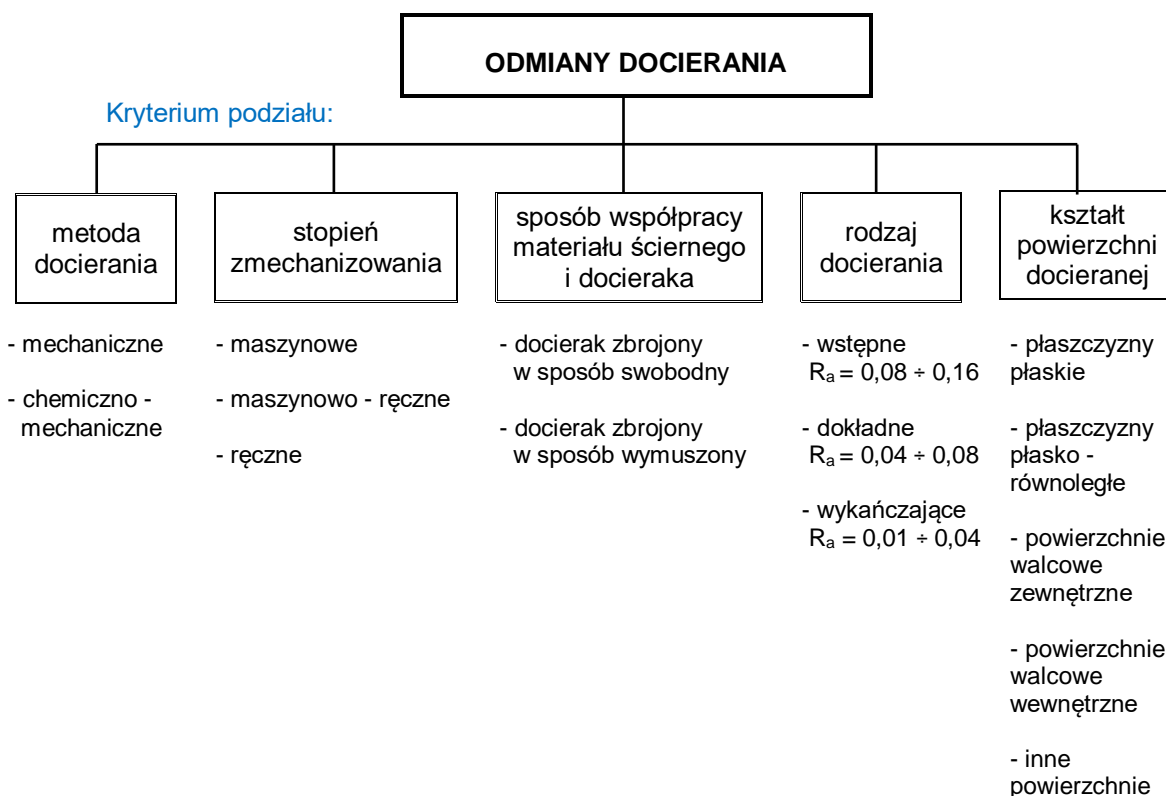 ODMIANY DOCIERANIA
Kryterium podziału:
metoda
docierania
- mechaniczne
- chemiczno -
mechaniczne
stopień
zmechanizowania
- maszynowe
- maszynowo - ręczne
- ręczne
sposób współpracy
materiału ściernego
i docieraka
- docierak zbrojony
w sposób swobodny
- docierak zbrojony
w sposób wymuszony
rodzaj
docierania
- wstępne
Rₐ = 0,08 ÷ 0,16
- dokładne
Rₐ = 0,04 ÷ 0,08
- wykańczające
Rₐ = 0,01 ÷ 0,04
kształt
powierzchni
docieranej
- płaszczyzny
płaskie
- płaszczyzny
płasko -
równoległe
- powierzchnie
walcowe
zewnętrzne
- powierzchnie
walcowe
wewnętrzne
- inne
powierzchnie